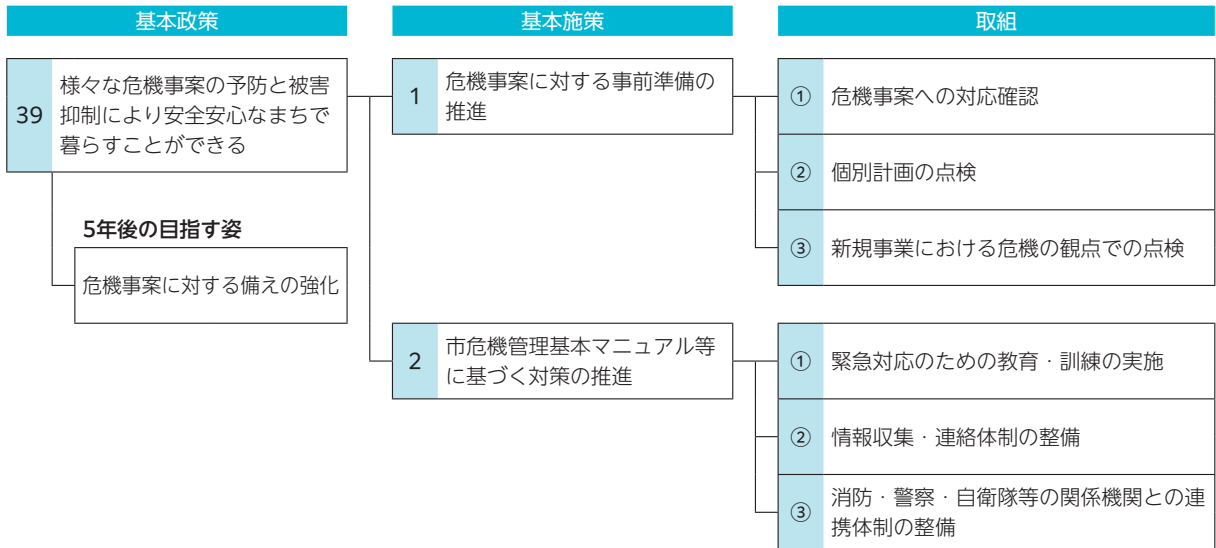 基本政策
基本施策
取組
39
様々な危機事案の予防と被害
抑制により安全安心なまちで
暮らすことができる
5年後の目指す姿
危機事案に対する備えの強化
1
危機事案に対する事前準備の
推進
①
危機事案への対応確認
②
個別計画の点検
③
新規事業における危機の観点での点検
2
市危機管理基本マニュアル等
に基づく対策の推進
①
緊急対応のための教育・訓練の実施
②
情報収集・連絡体制の整備
③
消防・警察・自衛隊等の関係機関との連
携体制の整備